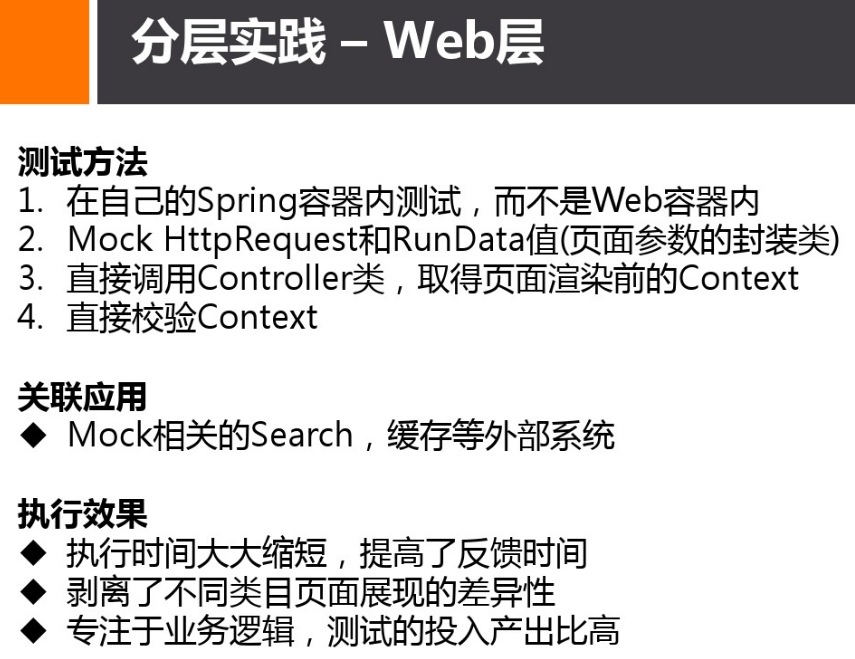 分层实践 – Web层
测试方法
1. 在自己的Spring容器内测试，而不是Web容器内
2. Mock HttpRequest和RunData值(页面参数的封装类)
3. 直接调用Controller类，取得页面渲染前的Context
4. 直接校验Context
关联应用
◆ Mock相关的Search，缓存等外部系统
执行效果
◆ 执行时间大大缩短，提高了反馈时间
◆ 剥离了不同类目页面展现的差异性
◆ 专注于业务逻辑，测试的投入产出比高